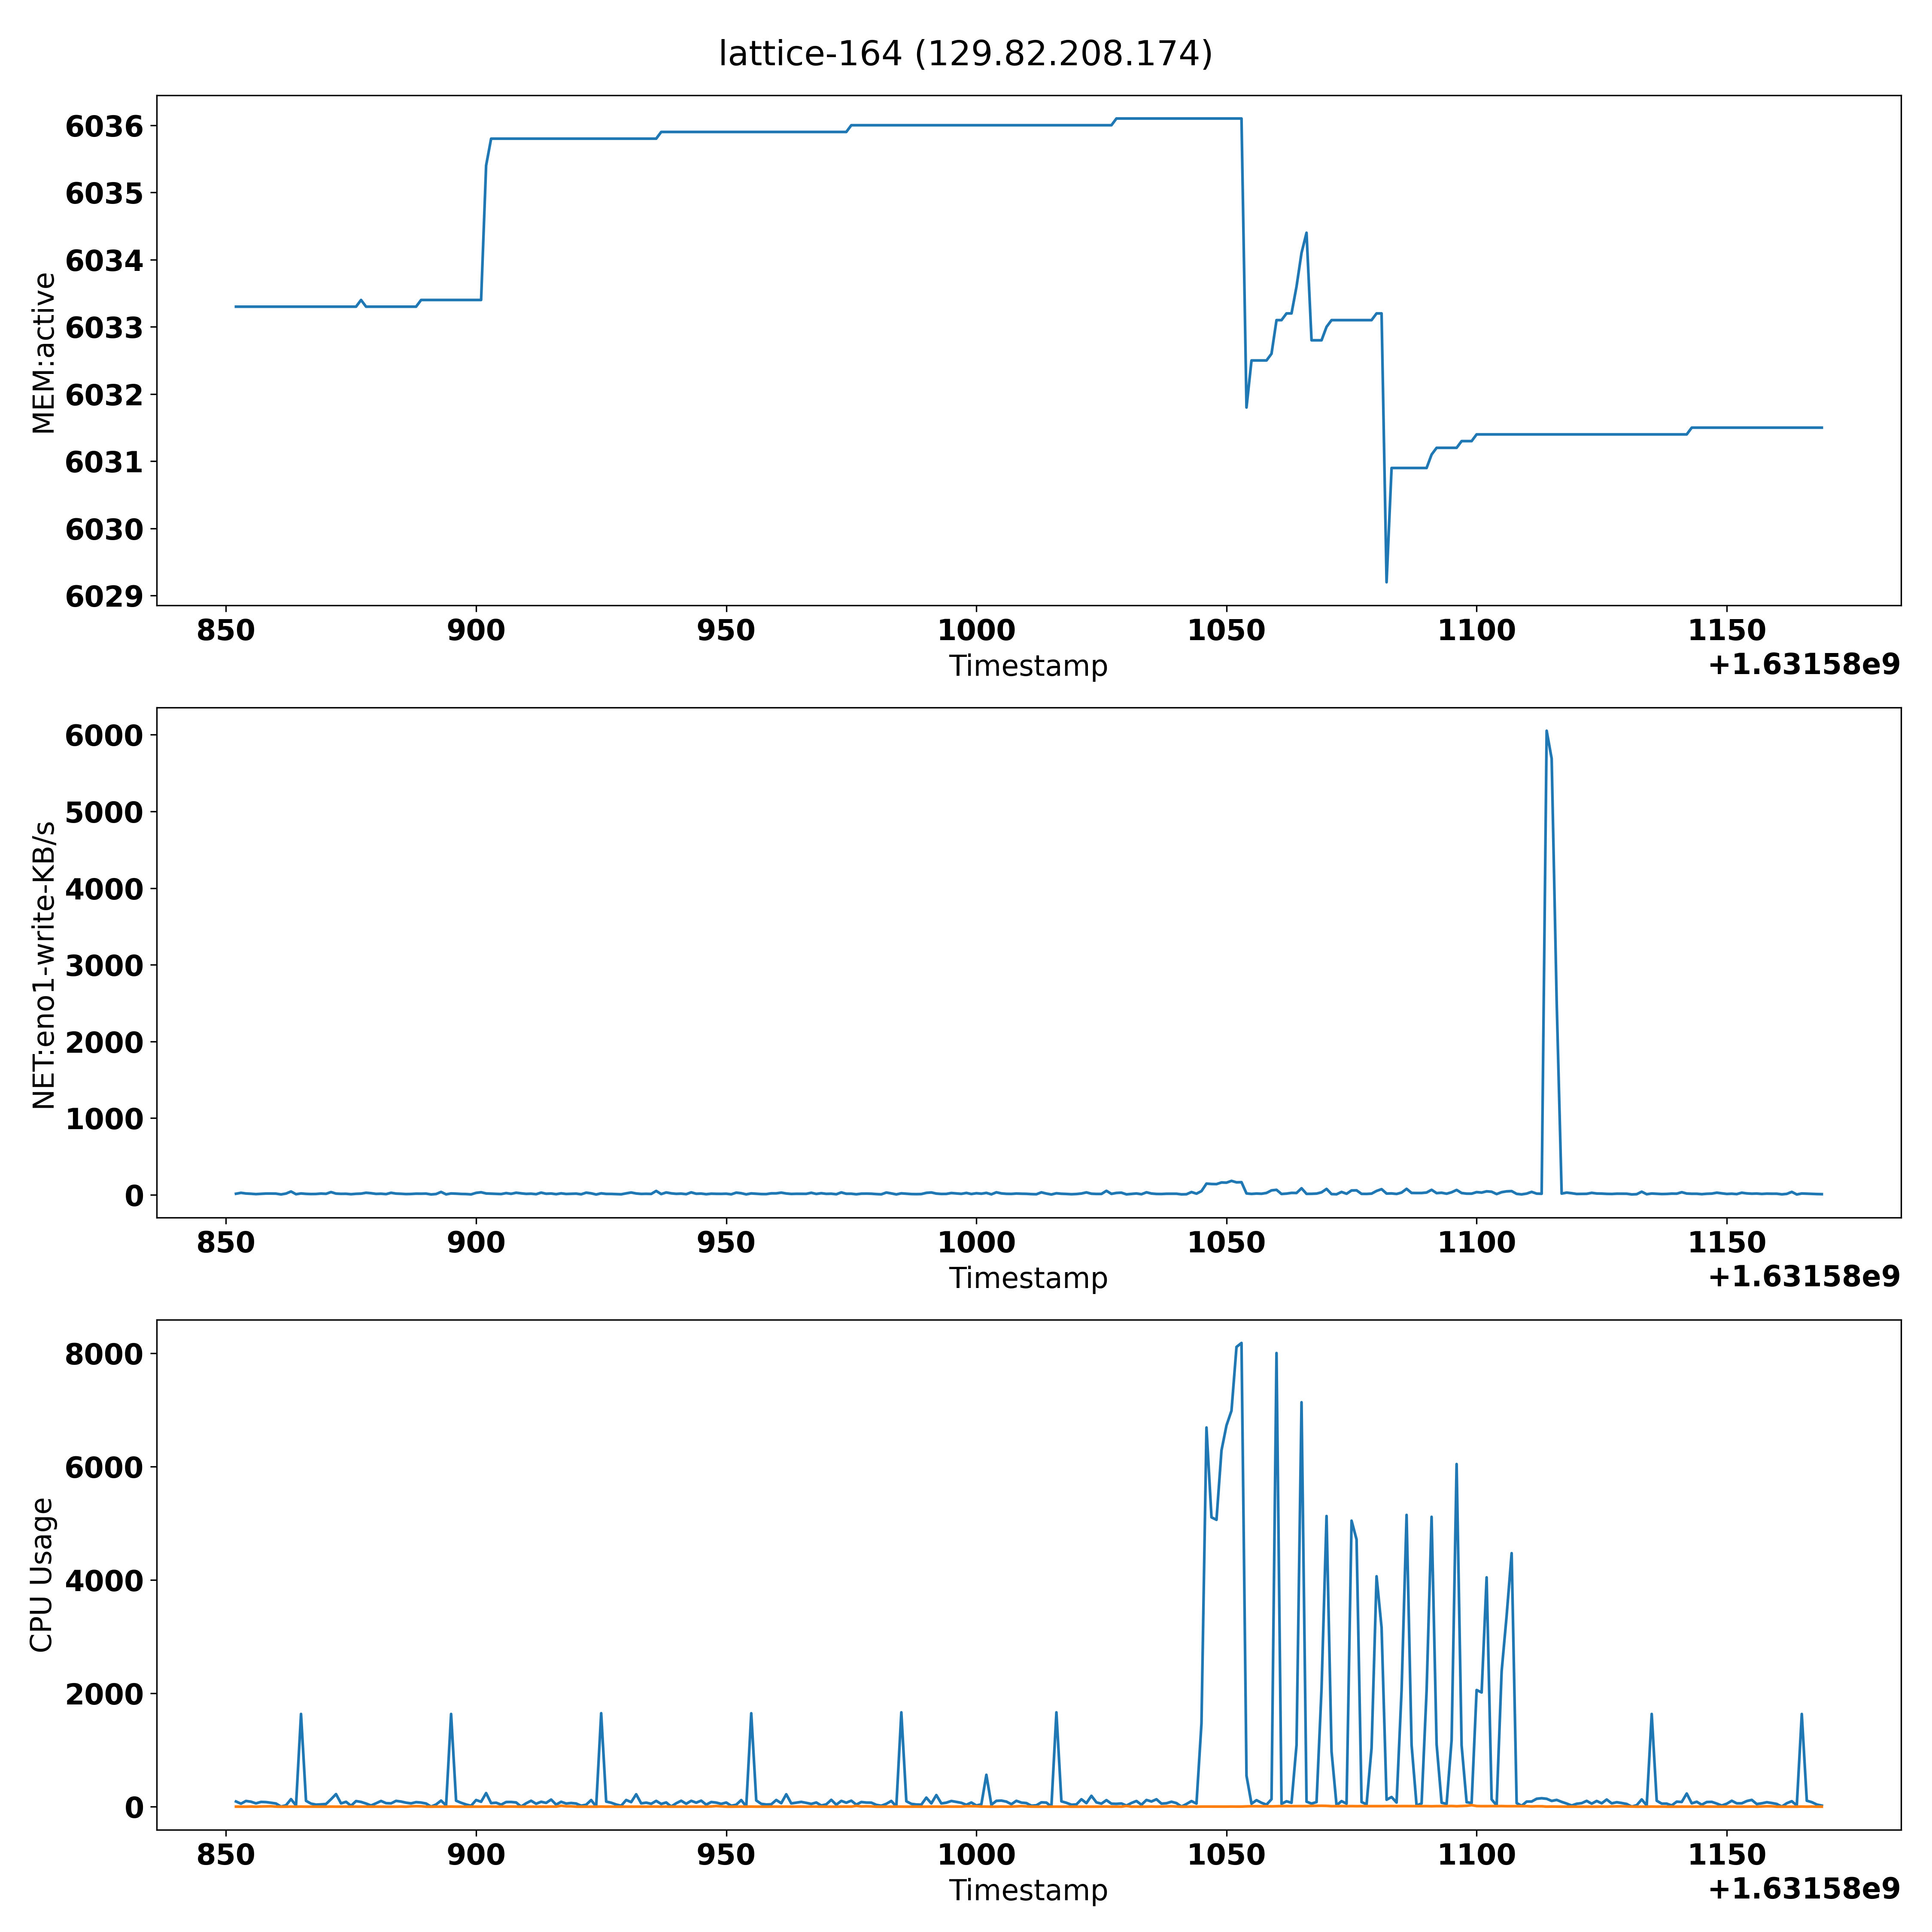 lattice-164 (129.82.208.174)
6036
6035
6034
6033
6032
6031
6030
6029
MEM:active
850 900 950 1000 1050 1100 1150
Timestamp
+1.63158e9
6000
5000
4000
3000
2000
1000
0
NET:eno1-write-KB/s
850 900 950 1000 1050 1100 1150
Timestamp
+1.63158e9
8000
6000
4000
2000
0
CPU Usage
850 900 950 1000 1050 1100 1150
Timestamp
+1.63158e9